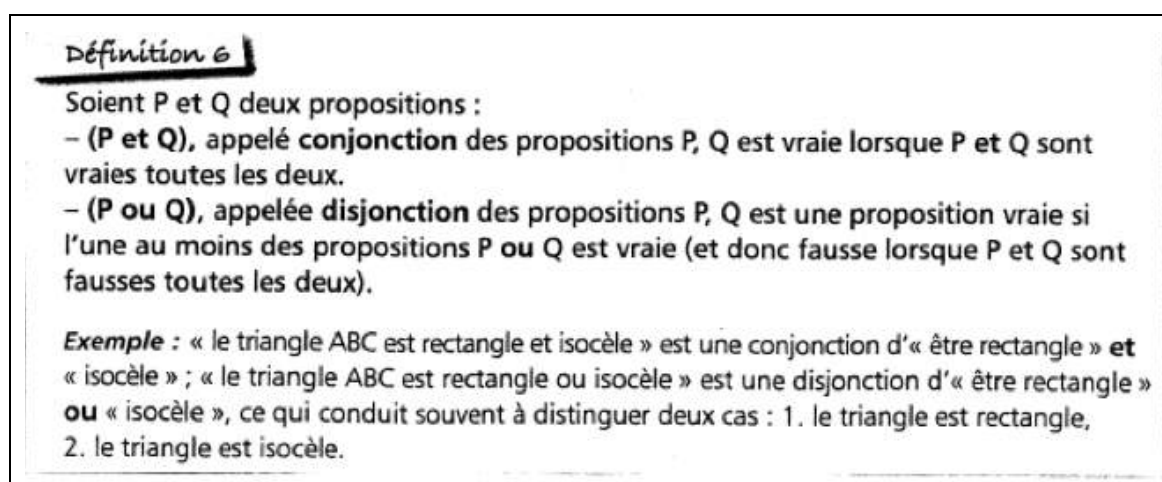 Définition 6
Soient P et Q deux propositions :
– (P et Q), appelé conjonction des propositions P, Q est vraie lorsque P et Q sont
vraies toutes les deux.
– (P ou Q), appelée disjonction des propositions P, Q est une proposition vraie si
l'une au moins des propositions P ou Q est vraie (et donc fausse lorsque P et Q sont
fausses toutes les deux).
Exemple : « le triangle ABC est rectangle et isocèle » est une conjonction d'« être rectangle » et
« isocèle » ; « le triangle ABC est rectangle ou isocèle » est une disjonction d'« être rectangle »
ou « isocèle », ce qui conduit souvent à distinguer deux cas : 1. le triangle est rectangle,
2. le triangle est isocèle.